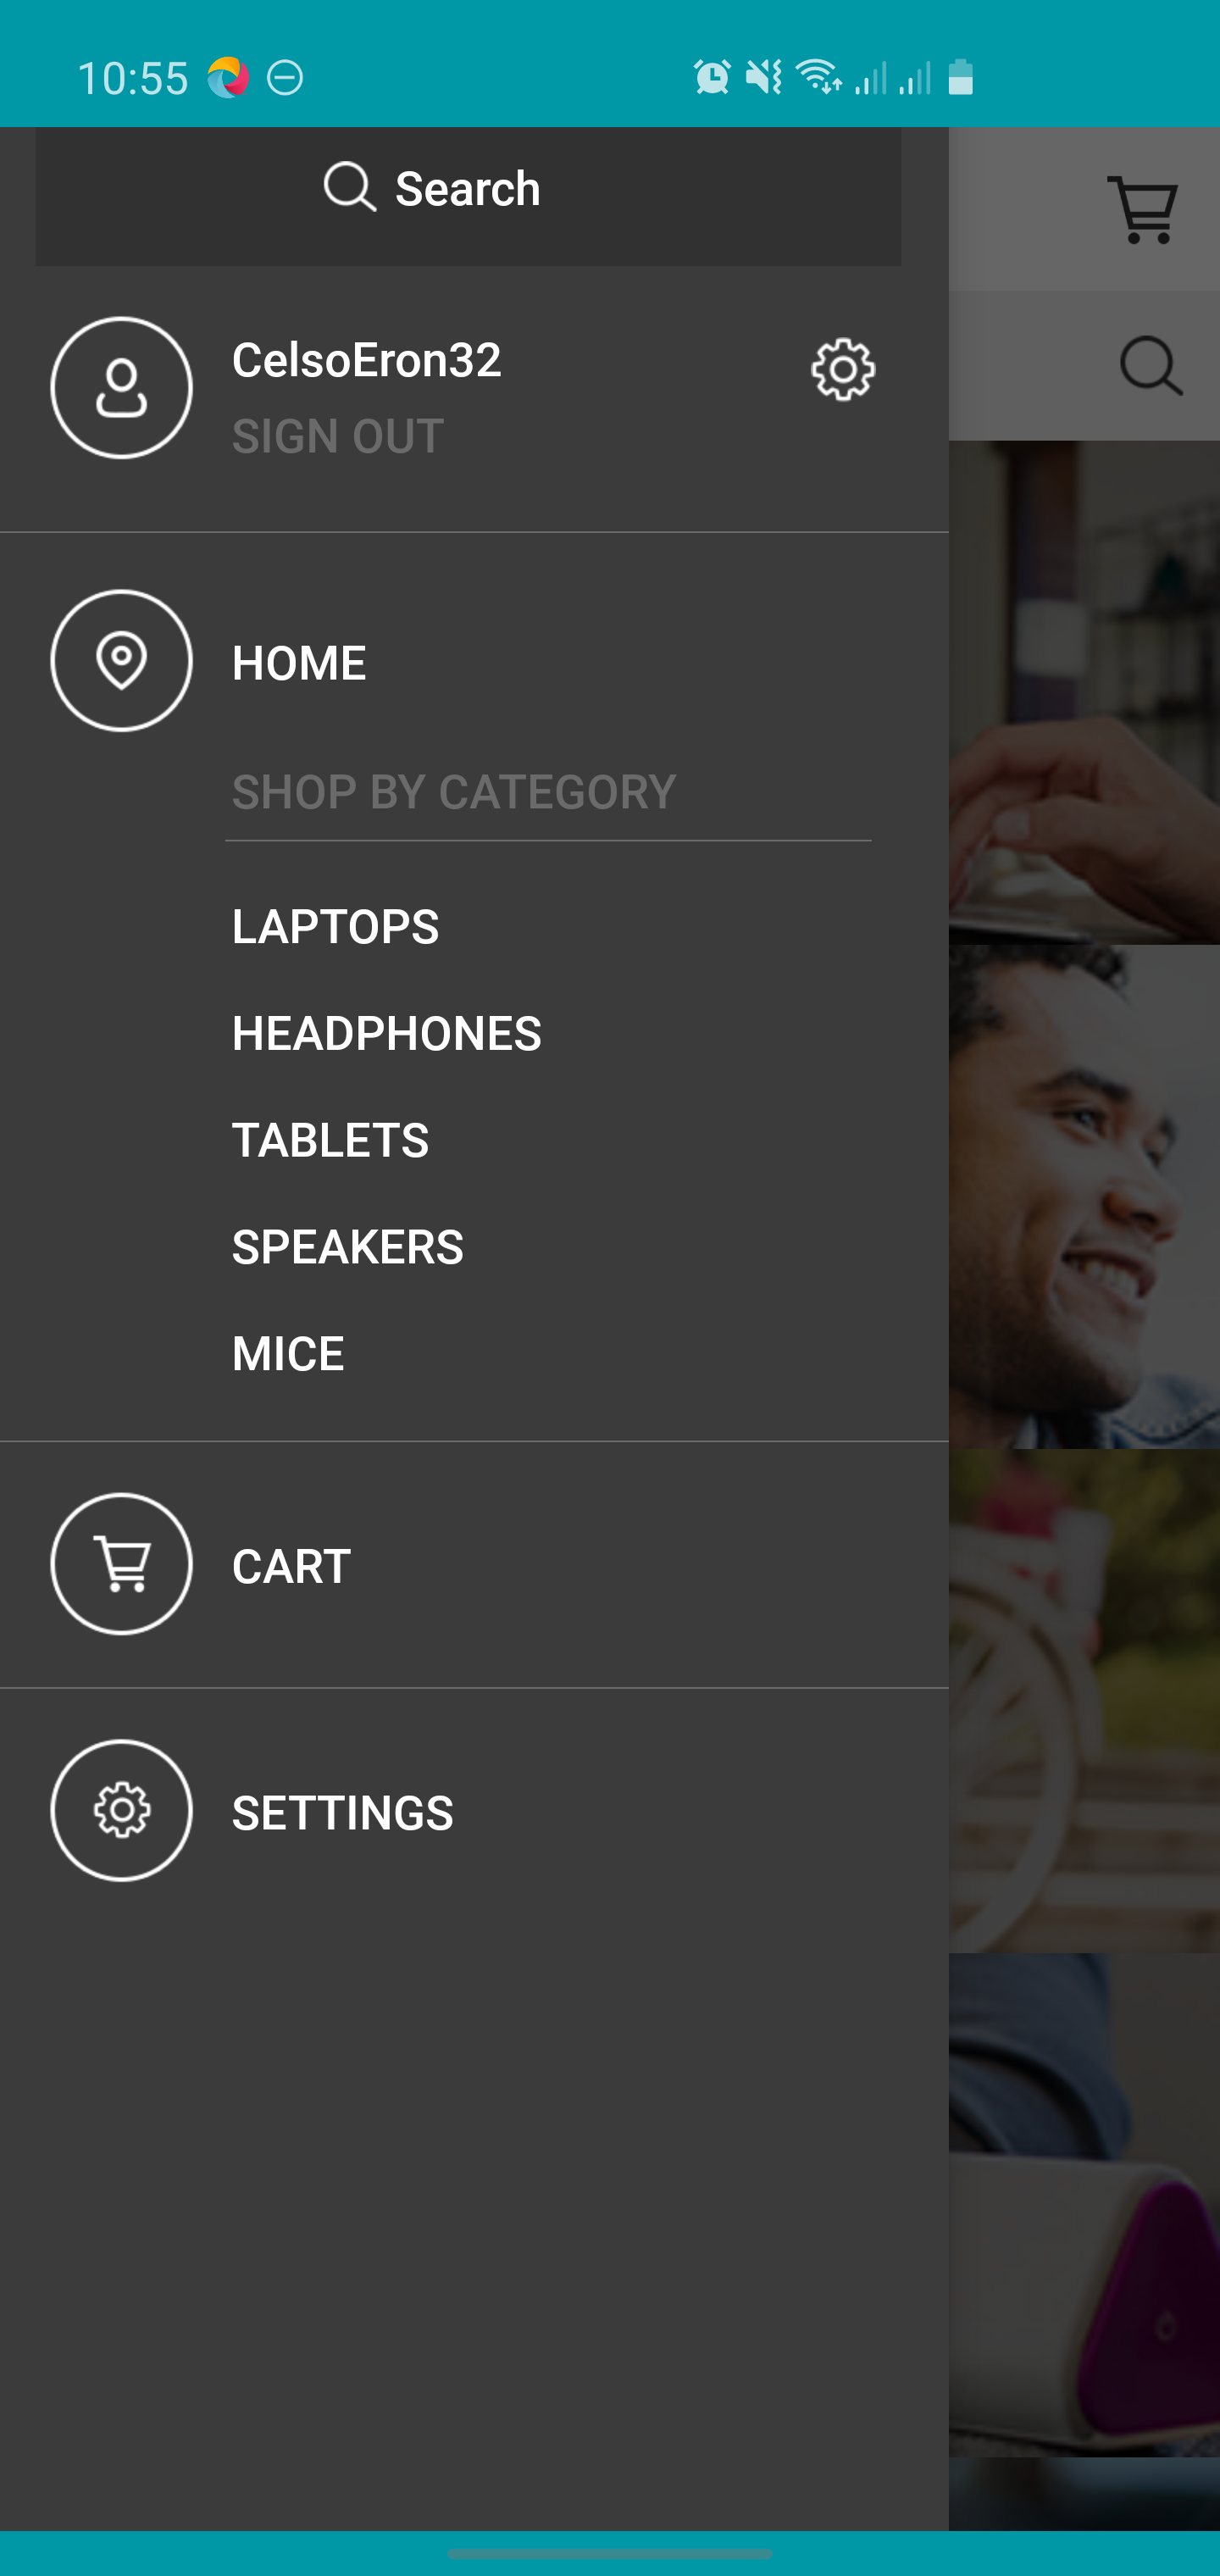 10:55
Search
CelsoEron32
SIGN OUT
HOME
SHOP BY CATEGORY
LAPTOPS
HEADPHONES
TABLETS
SPEAKERS
MICE
CART
SETTINGS